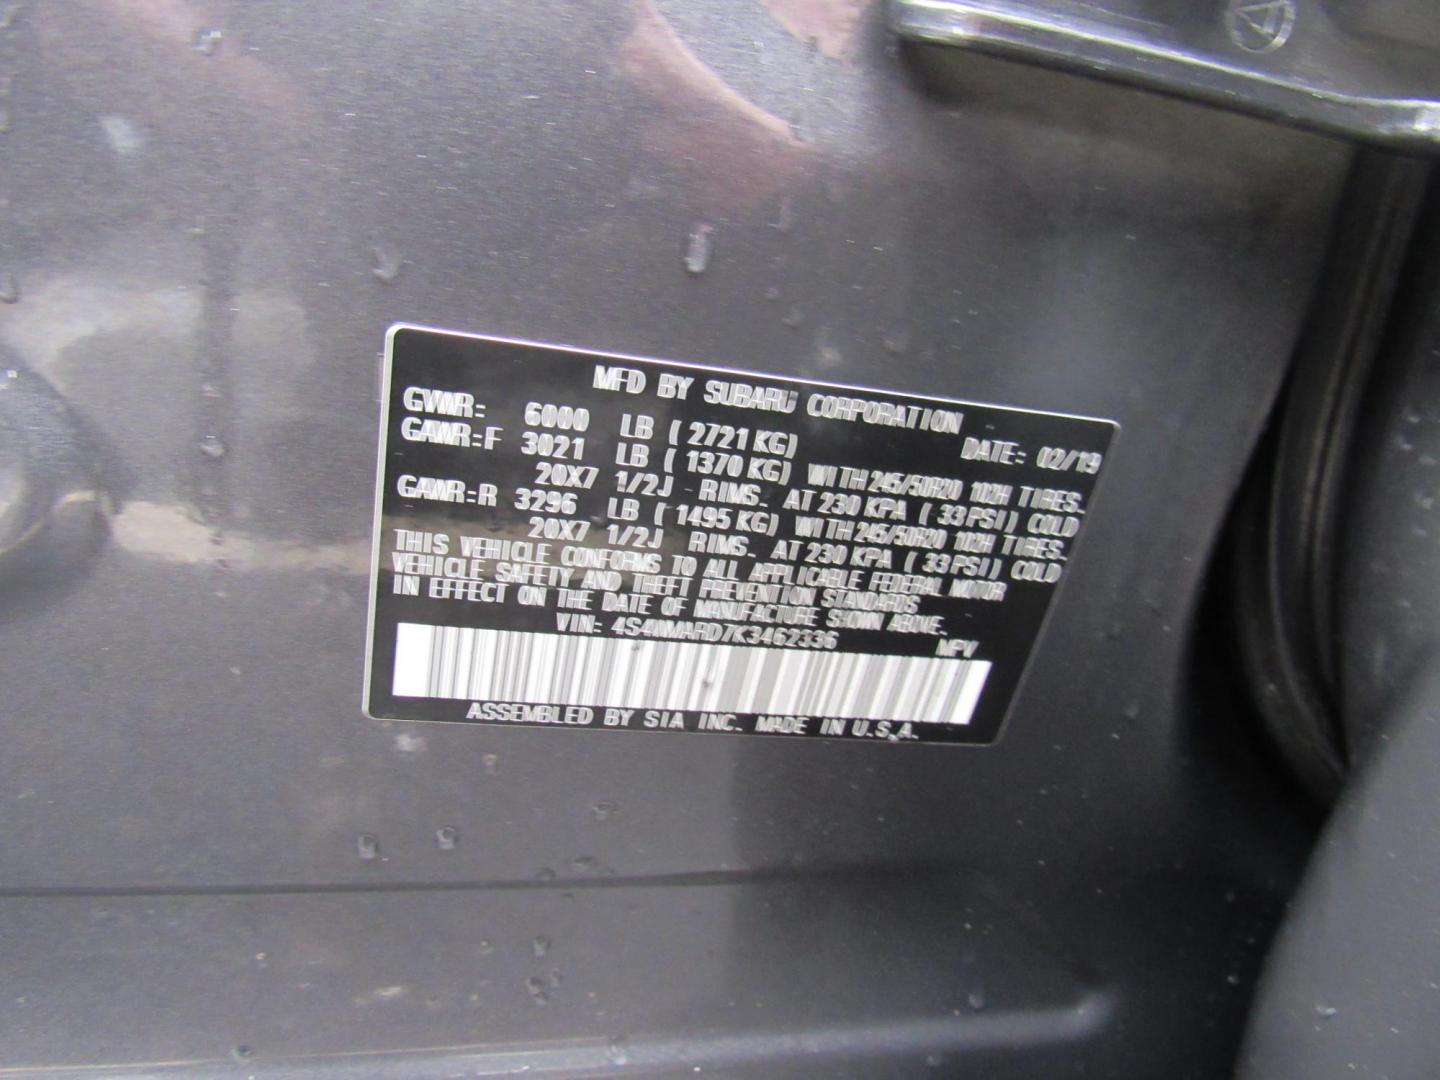 MFD BY SUBARU CORPORATION
GVWR: 6000 LB ( 2721 KG) DATE: 02/19
GAWR:F 3021 LB ( 1370 KG) WITH 245/50R20 102H TIRES.
20X7 1/2J RIMS. AT 230 KPA ( 33PSI) COLD
GAWR:R 3296 LB ( 1495 KG) WITH 245/50R20 102H TIRES.
20X7 1/2J RIMS. AT 230 KPA ( 33PSI) COLD
THIS VEHICLE CONFORMS TO ALL APPLICABLE FEDERAL MOTOR
VEHICLE SAFETY AND THEFT PREVENTION STANDARDS
IN EFFECT ON THE DATE OF MANUFACTURE SHOWN ABOVE.
VIN: 4S4WMARD7K3462336 MPV
ASSEMBLED BY SIA INC. MADE IN U.S.A.